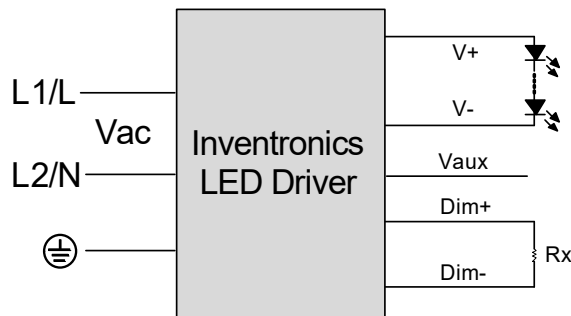 L1/L
Vac
L2/N
Inventronics
LED Driver
V+
V-
Vaux
Dim+
Rx
Dim-